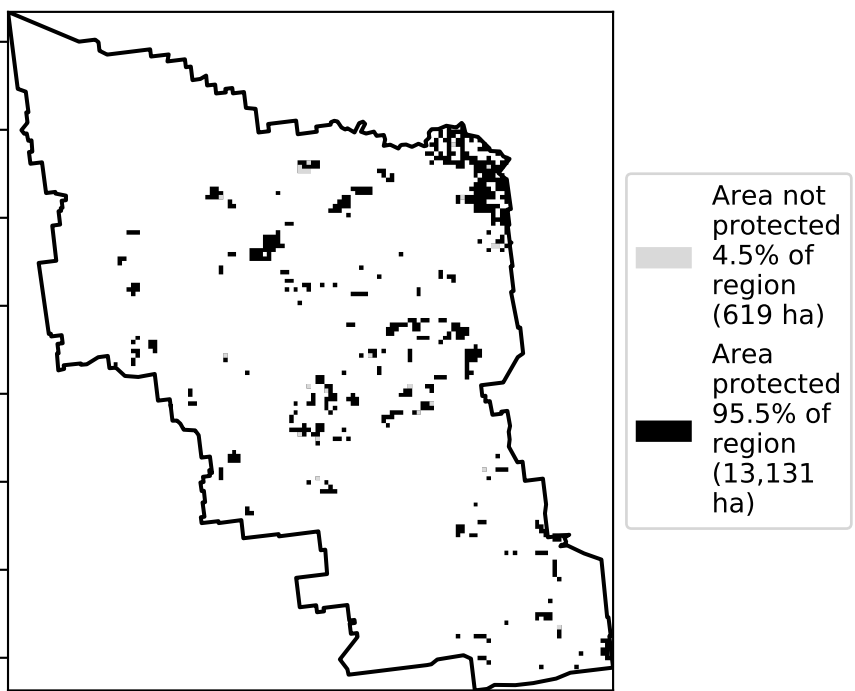 Area not
protected
4.5% of
region
(619 ha)
Area
protected
95.5% of
region
(13,131
ha)